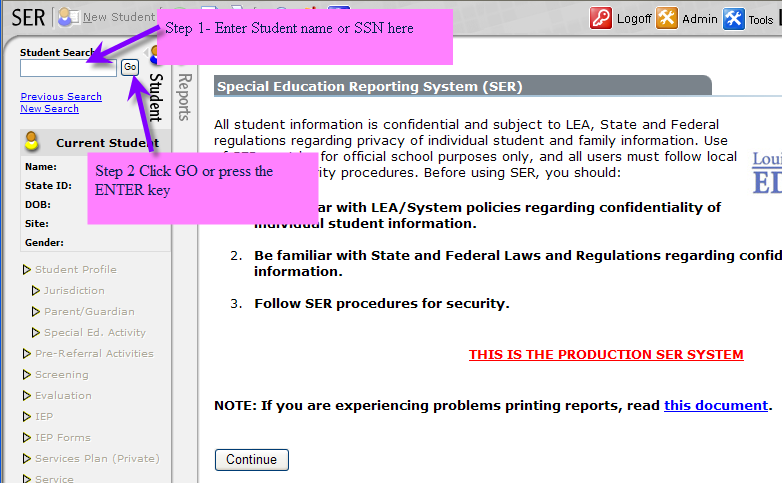 SER
New Student
Logoff
Admin
Tools
Step 1- Enter Student name or SSN here
Student Search
Go
Previous Search
New Search
Student
Reports
Current Student
Name:
State ID:
DOB:
Site:
Gender:
Step 2 Click GO or press the
ENTER key
Student Profile
Jurisdiction
Parent/Guardian
Special Ed. Activity
Pre-Referral Activities
Screening
Evaluation
IEP
IEP Forms
Services Plan (Private)
Service
Special Education Reporting System (SER)
All student information is confidential and subject to LEA, State and Federal
regulations regarding privacy of individual student and family information. Use
for official school purposes only, and all users must follow local
procedures. Before using SER, you should:
with LEA/System policies regarding confidentiality of
individual student information.
2. Be familiar with State and Federal Laws and Regulations regarding confid
information.
3. Follow SER procedures for security.
THIS IS THE PRODUCTION SER SYSTEM
NOTE: If you are experiencing problems printing reports, read this document.
Continue
Loui
ED